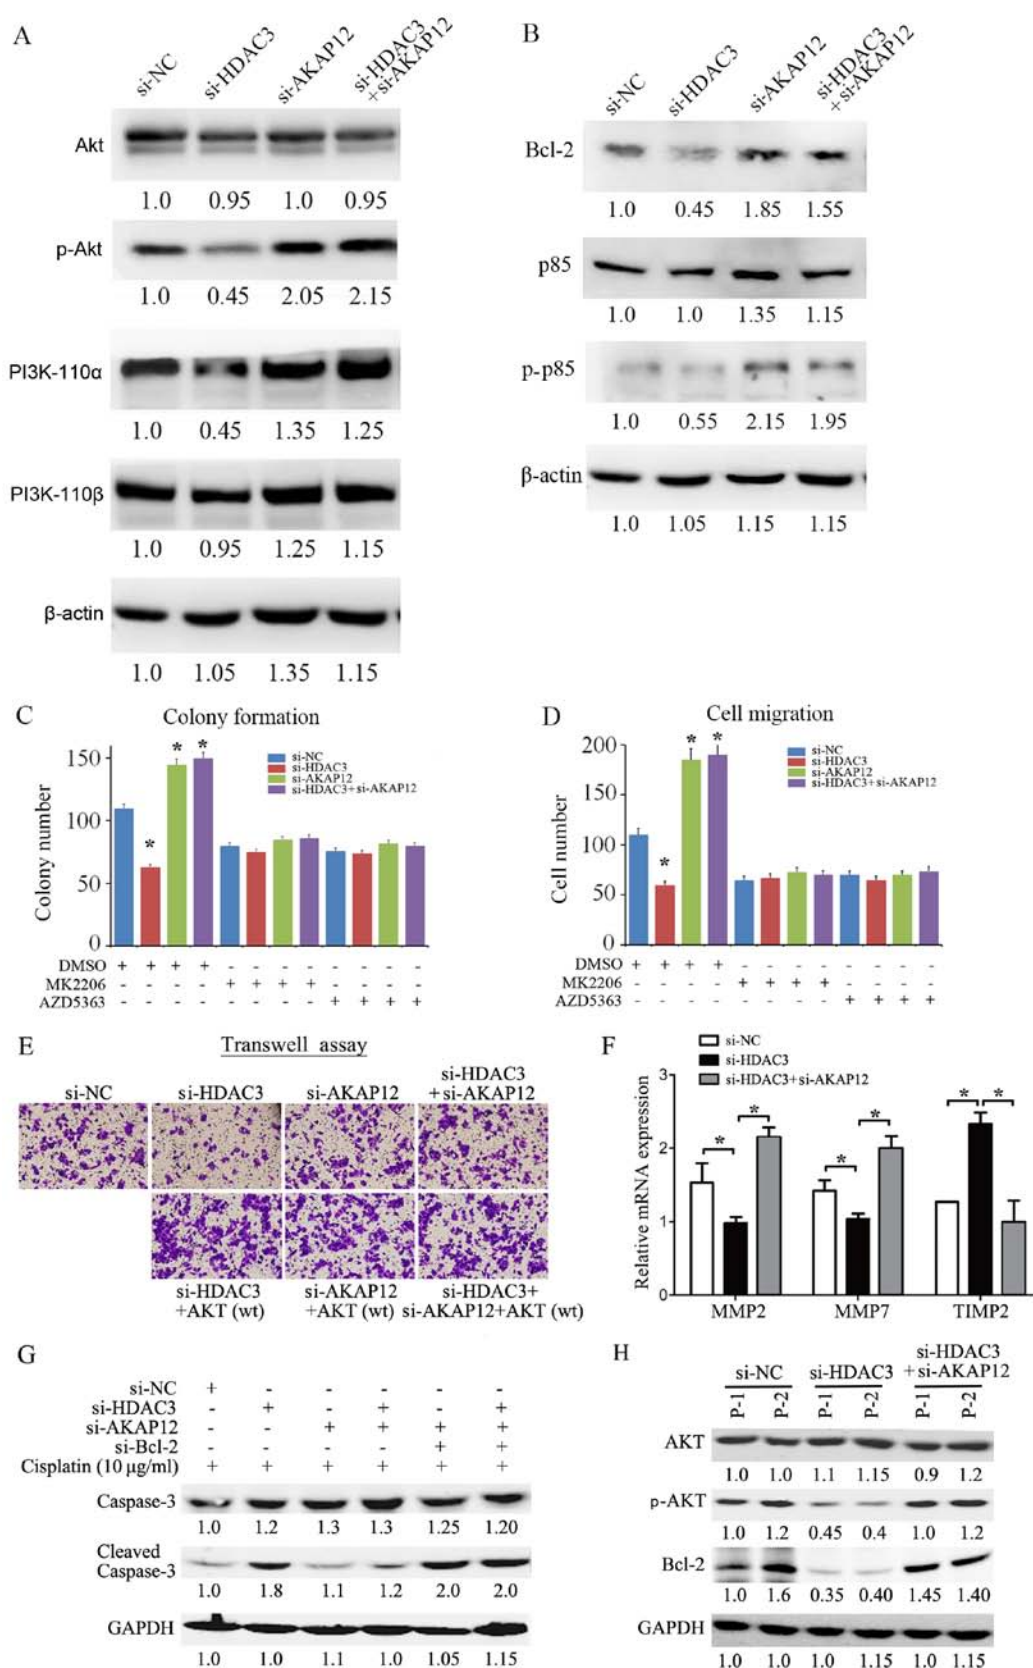 A
si-NC si-HDAC3 si-AKAP12 si-HDAC3 +si-AKAP12
Akt
1.0 0.95 1.0 0.95
p-Akt
1.0 0.45 2.05 2.15
PI3K-110α
1.0 0.45 1.35 1.25
PI3K-110β
1.0 0.95 1.25 1.15
β-actin
1.0 1.05 1.35 1.15
B
si-NC si-HDAC3 si-AKAP12 si-HDAC3 +si-AKAP12
Bcl-2
1.0 0.45 1.85 1.55
p85
1.0 1.0 1.35 1.15
p-p85
1.0 0.55 2.15 1.95
β-actin
1.0 1.05 1.15 1.15
C
Colony formation
Colony number
150
100
50
0
* * *
si-NC
si-HDAC3
si-AKAP12
si-HDAC3+si-AKAP12
DMSO + + + + - - - - - - - -
MK2206 - - - - + + + + - - - -
AZD5363 - - - - - - - - + + + +
D
Cell migration
Cell number
200
150
100
50
0
* * *
si-NC
si-HDAC3
si-AKAP12
si-HDAC3+si-AKAP12
DMSO + + + + - - - - - - - -
MK2206 - - - - + + + + - - - -
AZD5363 - - - - - - - - + + + +
E
Transwell assay
si-NC si-HDAC3 si-AKAP12 si-HDAC3
+si-AKAP12
si-HDAC3 si-AKAP12 si-HDAC3+
+AKT (wt) +AKT (wt) si-AKAP12+AKT (wt)
F
si-NC
si-HDAC3
si-HDAC3+si-AKAP12
Relative mRNA expression
3
2
1
0
* * * * * *
MMP2 MMP7 TIMP2
G
si-NC + - - - - -
si-HDAC3 - + - + - +
si-AKAP12 - - + + + +
si-Bcl-2 - - - - + +
Cisplatin (10 µg/ml) + + + + + +
Caspase-3
1.0 1.2 1.3 1.3 1.25 1.20
Cleaved
Caspase-3
1.0 1.8 1.1 1.2 2.0 2.0
GAPDH
1.0 1.0 1.1 1.0 1.05 1.15
H
si-NC si-HDAC3 si-HDAC3
+si-AKAP12
P-1 P-2 P-1 P-2 P-1 P-2
AKT
1.0 1.0 1.1 1.15 0.9 1.2
p-AKT
1.0 1.2 0.45 0.4 1.0 1.2
Bcl-2
1.0 1.6 0.35 0.40 1.45 1.40
GAPDH
1.0 1.0 1.0 1.15 1.0 1.15